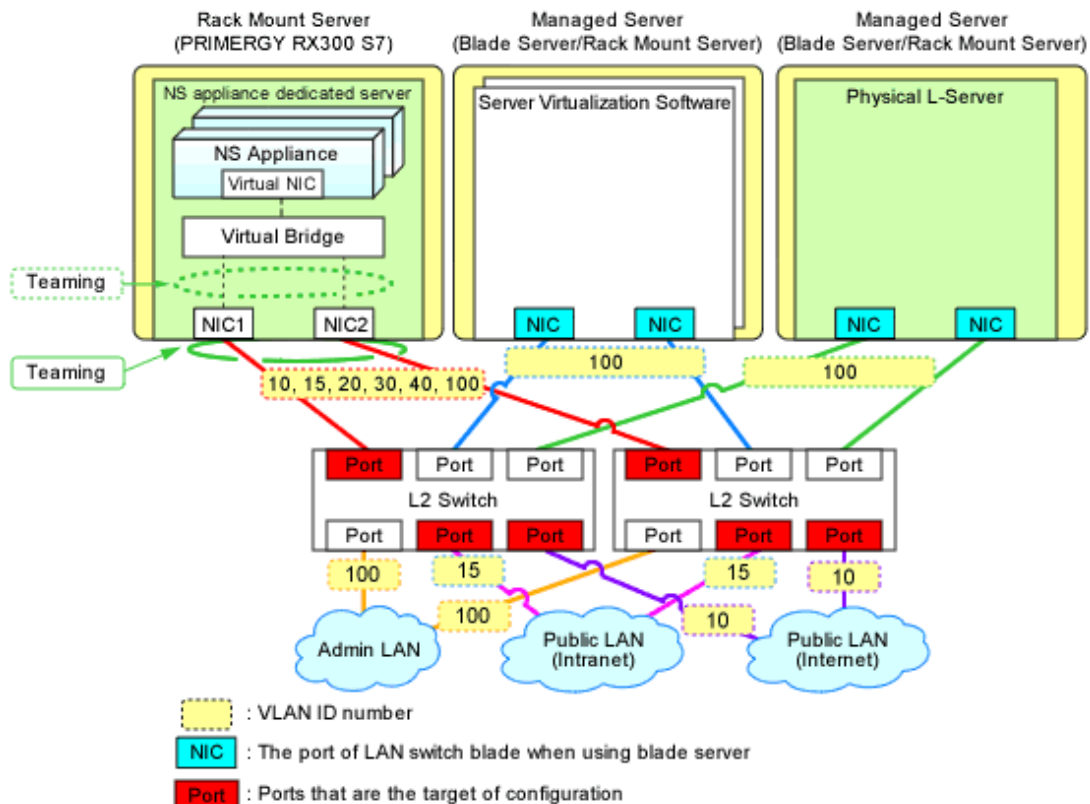 Rack Mount Server
(PRIMERGY RX300 S7)
Managed Server
(Blade Server/Rack Mount Server)
Managed Server
(Blade Server/Rack Mount Server)
NS appliance dedicated server
Server Virtualization Software
Physical L-Server
NS Appliance
Virtual NIC
Virtual Bridge
Teaming
NIC1
NIC2
NIC
NIC
NIC
NIC
Teaming
10, 15, 20, 30, 40, 100
100
100
Port
Port
Port
Port
Port
Port
L2 Switch
L2 Switch
Port
Port
Port
Port
Port
Port
100
15
15
10
100
10
Admin LAN
Public LAN
(Intranet)
Public LAN
(Internet)
: VLAN ID number
NIC
: The port of LAN switch blade when using blade server
Port
: Ports that are the target of configuration